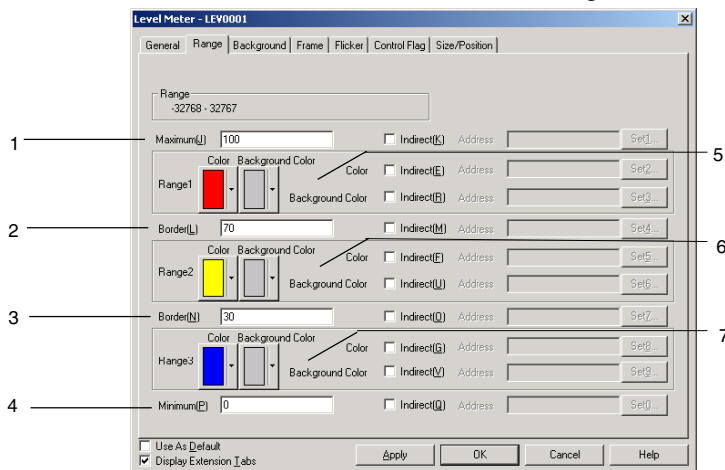 Level Meter - LEV0001
General Range Background Frame Flicker Control Flag Size/Position
Range
-32768 - 32767
1 Maximum(J) 100 Indirect(K) Address Set1...
Color Background Color 5
Range1 Color Indirect(E) Address Set2...
Background Color Indirect(R) Address Set3...
2 Border(L) 70 Indirect(M) Address Set4...
Color Background Color 6
Range2 Color Indirect(F) Address Set5...
Background Color Indirect(U) Address Set6...
3 Border(N) 30 Indirect(O) Address Set7...
Color Background Color 7
Range3 Color Indirect(G) Address Set8...
Background Color Indirect(V) Address Set9...
4 Minimum(P) 0 Indirect(Q) Address Set0...
Use As Default
Display Extension Tabs Apply OK Cancel Help